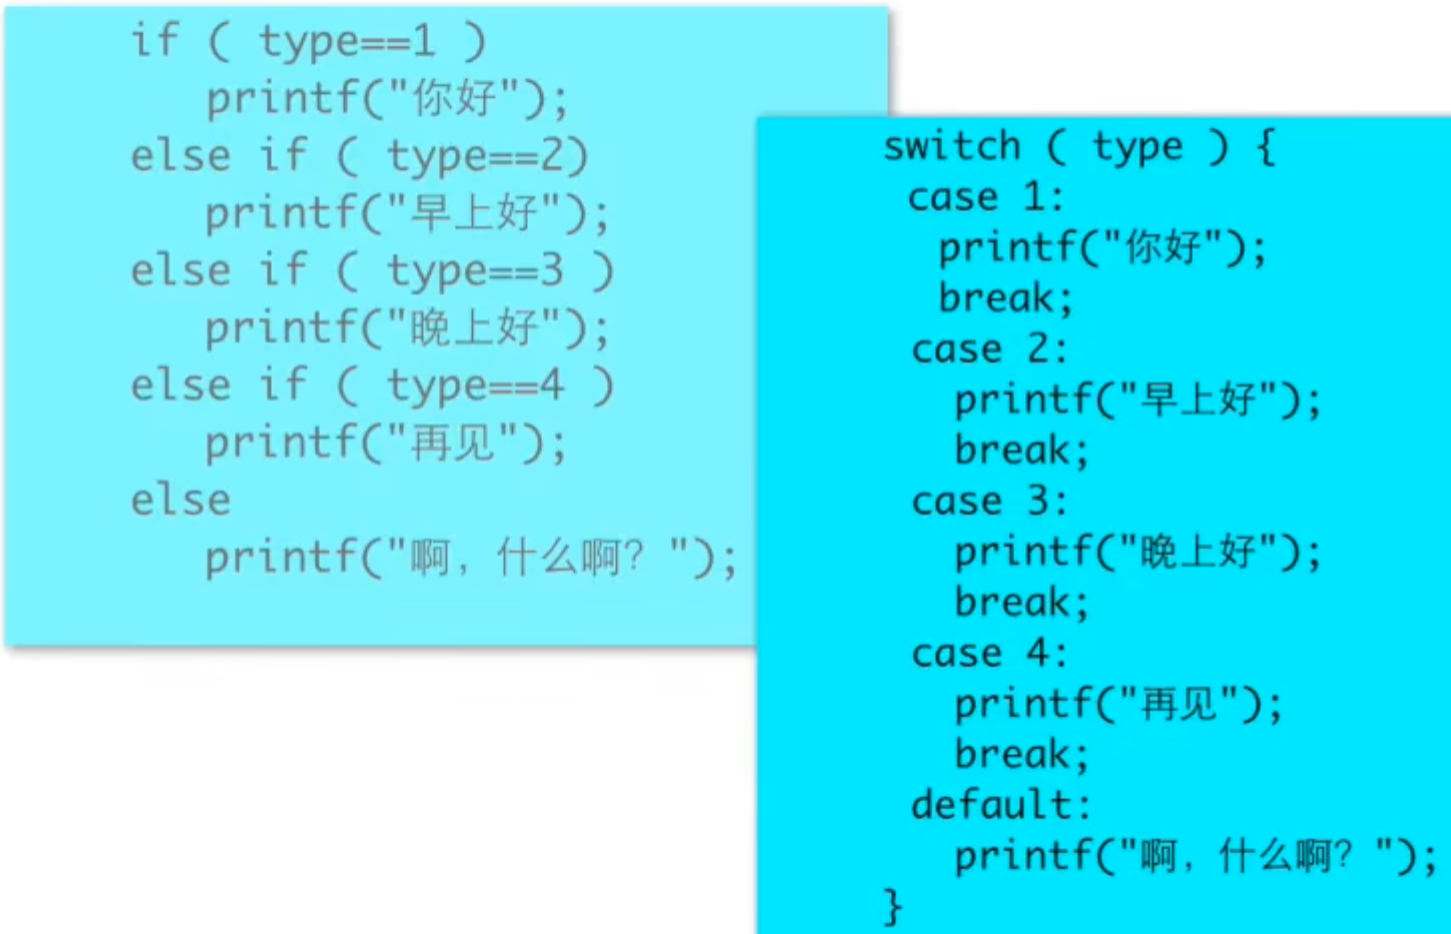 if ( type==1 )
printf("你好");
else if ( type==2)
printf("早上好");
else if ( type==3 )
printf("晚上好");
else if ( type==4 )
printf("再见");
else
printf("啊，什么啊？");
switch ( type ) {
case 1:
printf("你好");
break;
case 2:
printf("早上好");
break;
case 3:
printf("晚上好");
break;
case 4:
printf("再见");
break;
default:
printf("啊，什么啊？");
}